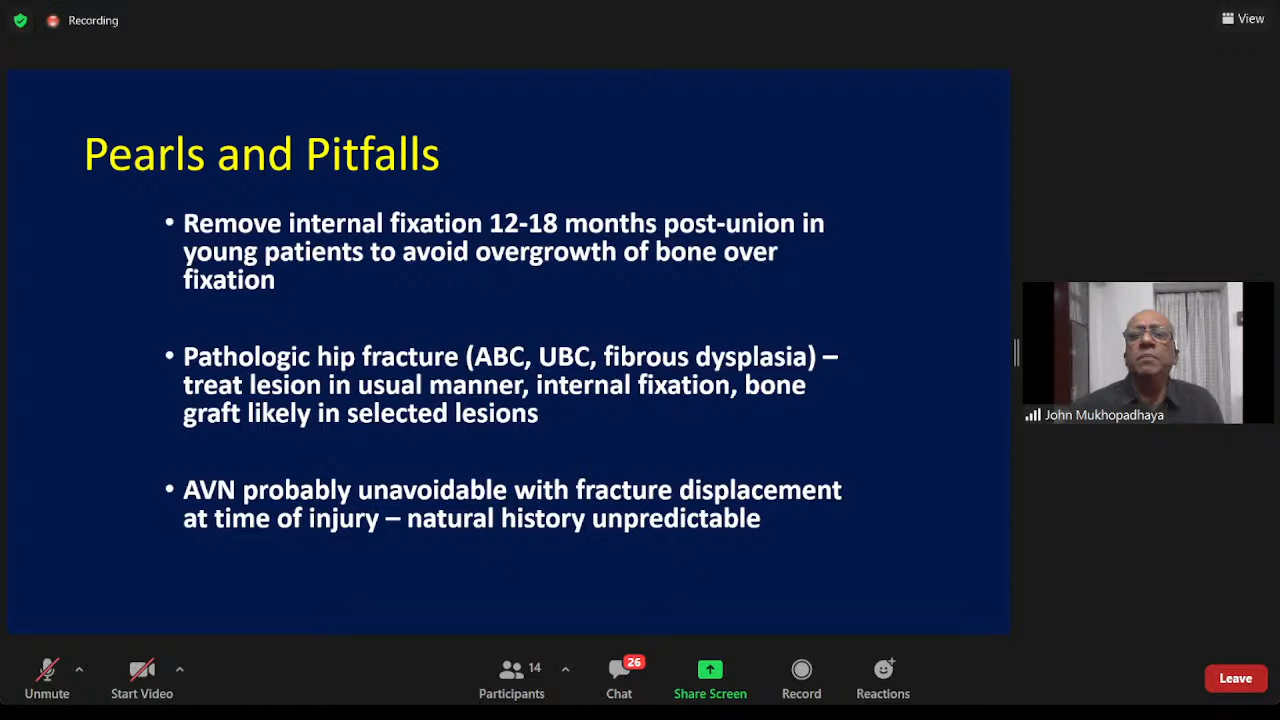 Recording
View
Pearls and Pitfalls
• Remove internal fixation 12-18 months post-union in
young patients to avoid overgrowth of bone over
fixation
• Pathologic hip fracture (ABC, UBC, fibrous dysplasia) –
treat lesion in usual manner, internal fixation, bone
graft likely in selected lesions
• AVN probably unavoidable with fracture displacement
at time of injury – natural history unpredictable
John Mukhopadhaya
Unmute
Start Video
14
Participants
26
Chat
Share Screen
Record
Reactions
Leave